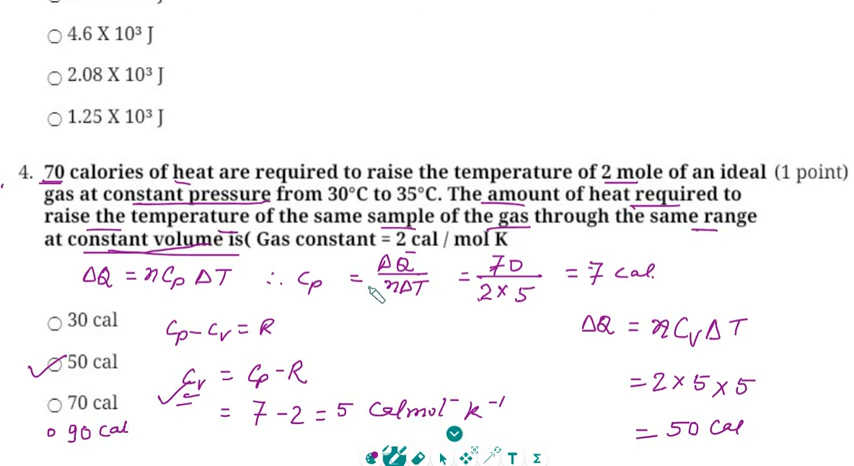 4.6 X 10³ J
2.08 X 10³ J
1.25 X 10³ J
4. 70 calories of heat are required to raise the temperature of 2 mole of an ideal (1 point)
gas at constant pressure from 30°C to 35°C. The amount of heat required to
raise the temperature of the same sample of the gas through the same range
at constant volume is( Gas constant = 2 cal / mol K
ΔQ = nCp ΔT ∴ Cp = ΔQ/nΔT = 70/2×5 = 7 cal.
30 cal
Cp - Cv = R
ΔQ = nCvΔT
50 cal
Cv = Cp - R
= 2×5×5
70 cal
= 7 - 2 = 5 Calmol⁻ k⁻¹
90 cal
= 50 Cal
T Σ